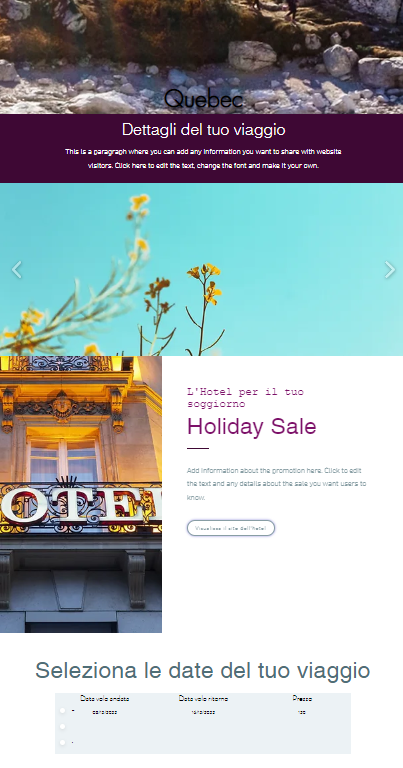 Quebec
Dettagli del tuo viaggio
This is a paragraph where you can add any information you want to share with website
visitors. Click here to edit the text, change the font and make it your own.
L'Hotel per il tuo
soggiorno
Holiday Sale
Add information about the promotion here. Click to edit
the text and any details about the sale you want users to
know.
Visualizza il sito dell'Hotel
OTE
Seleziona le date del tuo viaggio
Data volo andata Data volo ritorno Prezzo